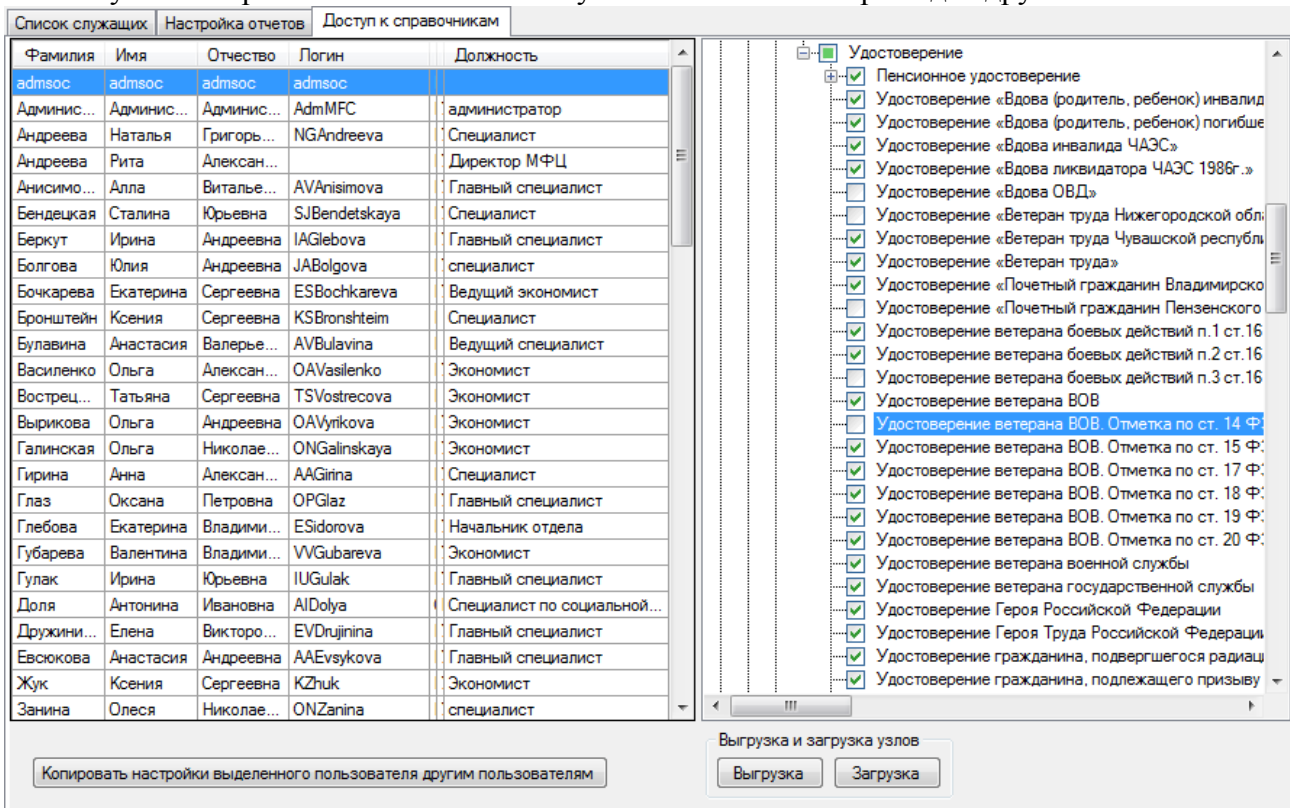 Список служащих Настройка отчетов Доступ к справочникам
Фамилия Имя Отчество Логин Должность
admsoc admsoc admsoc admsoc
Админис... Админис... Админис... AdmMFC администратор
Андреева Наталья Григорь... NGAndreeva Специалист
Андреева Рита Алексан... Директор МФЦ
Анисимо... Алла Виталье... AVAnisimova Главный специалист
Бендецкая Сталина Юрьевна SJBendetskaya Специалист
Беркут Ирина Андреевна IAGlebova Главный специалист
Болгова Юлия Андреевна JABolgova специалист
Бочкарева Екатерина Сергеевна ESBochkareva Ведущий экономист
Бронштейн Ксения Сергеевна KSBronshteim Специалист
Булавина Анастасия Валерье... AVBulavina Ведущий специалист
Василенко Ольга Алексан... OAVasilenko Экономист
Вострец... Татьяна Сергеевна TSVostrecova Экономист
Вырикова Ольга Андреевна OAVyrikova Экономист
Галинская Ольга Николае... ONGalinskaya Экономист
Гирина Анна Алексан... AAGirina Специалист
Глаз Оксана Петровна OPGlaz Главный специалист
Глебова Екатерина Владими... ESidorova Начальник отдела
Губарева Валентина Владими... VVGubareva Экономист
Гулак Ирина Юрьевна IUGulak Главный специалист
Доля Антонина Ивановна AIDolya Специалист по социальной...
Дружини... Елена Викторо... EVDrujinina Главный специалист
Евсюкова Анастасия Андреевна AAEvsykova Главный специалист
Жук Ксения Сергеевна KZhuk Экономист
Занина Олеся Николае... ONZanina специалист
Удостоверение
Пенсионное удостоверение
Удостоверение «Вдова (родитель, ребенок) инвалид
Удостоверение «Вдова (родитель, ребенок) погибше
Удостоверение «Вдова инвалида ЧАЭС»
Удостоверение «Вдова ликвидатора ЧАЭС 1986г.»
Удостоверение «Вдова ОВД»
Удостоверение «Ветеран труда Нижегородской обл
Удостоверение «Ветеран труда Чувашской республи
Удостоверение «Ветеран труда»
Удостоверение «Почетный гражданин Владимирско
Удостоверение «Почетный гражданин Пензенского
Удостоверение ветерана боевых действий п.1 ст.16
Удостоверение ветерана боевых действий п.2 ст.16
Удостоверение ветерана боевых действий п.3 ст.16
Удостоверение ветерана ВОВ
Удостоверение ветерана ВОВ. Отметка по ст. 14 ФЗ
Удостоверение ветерана ВОВ. Отметка по ст. 15 ФЗ
Удостоверение ветерана ВОВ. Отметка по ст. 17 ФЗ
Удостоверение ветерана ВОВ. Отметка по ст. 18 ФЗ
Удостоверение ветерана ВОВ. Отметка по ст. 19 ФЗ
Удостоверение ветерана ВОВ. Отметка по ст. 20 ФЗ
Удостоверение ветерана военной службы
Удостоверение ветерана государственной службы
Удостоверение Героя Российской Федерации
Удостоверение Героя Труда Российской Федерации
Удостоверение гражданина, подвергшегося радиац
Удостоверение гражданина, подлежащего призыву
Выгрузка и загрузка узлов
Копировать настройки выделенного пользователя другим пользователям Выгрузка Загрузка